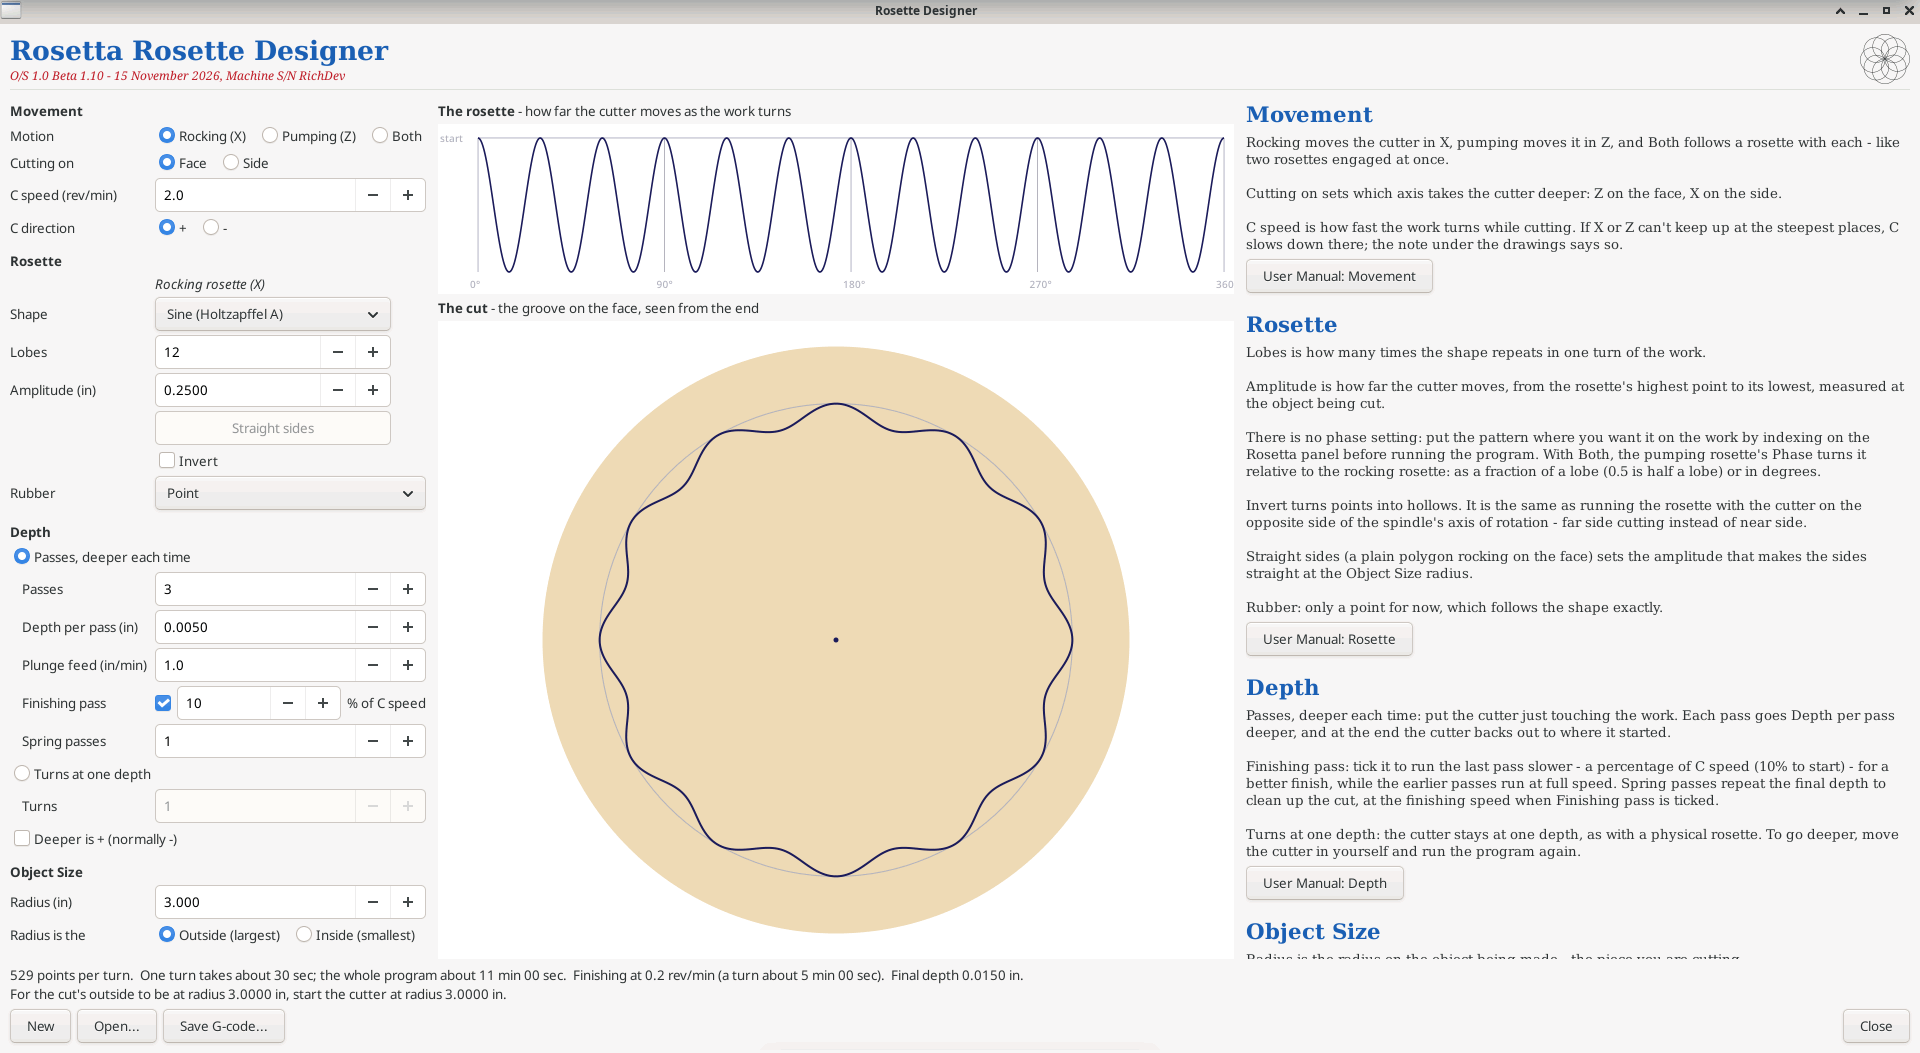 Rosette Designer
Rosetta Rosette Designer
O/S 1.0 Beta 1.10 - 15 November 2026, Machine S/N RichDev
Movement
Motion
Rocking (X)
Pumping (Z)
Both
Cutting on
Face
Side
C speed (rev/min)
2.0
C direction
+
-
Rosette
Rocking rosette (X)
Shape
Sine (Holtzapffel A)
Lobes
12
Amplitude (in)
0.2500
Straight sides
Invert
Rubber
Point
Depth
Passes, deeper each time
Passes
3
Depth per pass (in)
0.0050
Plunge feed (in/min)
1.0
Finishing pass
10
% of C speed
Spring passes
1
Turns at one depth
Turns
1
Deeper is + (normally -)
Object Size
Radius (in)
3.000
Radius is the
Outside (largest)
Inside (smallest)
The rosette - how far the cutter moves as the work turns
start
0°
90°
180°
270°
360
The cut - the groove on the face, seen from the end
Movement
Rocking moves the cutter in X, pumping moves it in Z, and Both follows a rosette with each - like
two rosettes engaged at once.
Cutting on sets which axis takes the cutter deeper: Z on the face, X on the side.
C speed is how fast the work turns while cutting. If X or Z can't keep up at the steepest places, C
slows down there; the note under the drawings says so.
User Manual: Movement
Rosette
Lobes is how many times the shape repeats in one turn of the work.
Amplitude is how far the cutter moves, from the rosette's highest point to its lowest, measured at
the object being cut.
There is no phase setting: put the pattern where you want it on the work by indexing on the
Rosetta panel before running the program. With Both, the pumping rosette's Phase turns it
relative to the rocking rosette: as a fraction of a lobe (0.5 is half a lobe) or in degrees.
Invert turns points into hollows. It is the same as running the rosette with the cutter on the
opposite side of the spindle's axis of rotation - far side cutting instead of near side.
Straight sides (a plain polygon rocking on the face) sets the amplitude that makes the sides
straight at the Object Size radius.
Rubber: only a point for now, which follows the shape exactly.
User Manual: Rosette
Depth
Passes, deeper each time: put the cutter just touching the work. Each pass goes Depth per pass
deeper, and at the end the cutter backs out to where it started.
Finishing pass: tick it to run the last pass slower - a percentage of C speed (10% to start) - for a
better finish, while the earlier passes run at full speed. Spring passes repeat the final depth to
clean up the cut, at the finishing speed when Finishing pass is ticked.
Turns at one depth: the cutter stays at one depth, as with a physical rosette. To go deeper, move
the cutter in yourself and run the program again.
User Manual: Depth
Object Size
Radius is the radius on the object being made - the piece you are cutting.
529 points per turn.  One turn takes about 30 sec; the whole program about 11 min 00 sec.  Finishing at 0.2 rev/min (a turn about 5 min 00 sec).  Final depth 0.0150 in.
For the cut's outside to be at radius 3.0000 in, start the cutter at radius 3.0000 in.
New
Open...
Save G-code...
Close